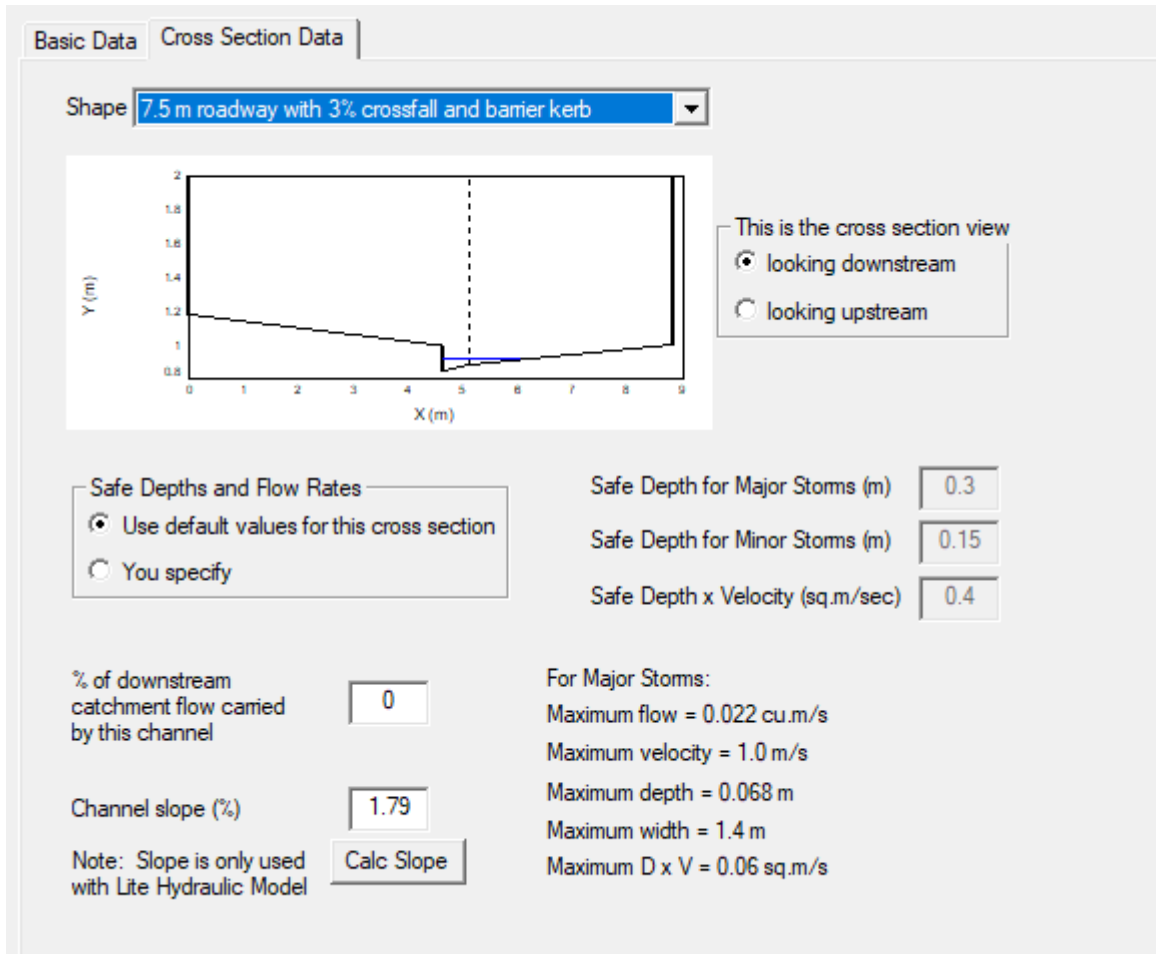 Basic Data
Cross Section Data
Shape
7.5 m roadway with 3% crossfall and barrier kerb
2
1.8
1.6
1.4
1.2
1
0.8
Y (m)
0 1 2 3 4 5 6 7 8 9
X (m)
This is the cross section view
looking downstream
looking upstream
Safe Depths and Flow Rates
Use default values for this cross section
You specify
Safe Depth for Major Storms (m) 0.3
Safe Depth for Minor Storms (m) 0.15
Safe Depth x Velocity (sq.m/sec) 0.4
% of downstream
catchment flow carried
by this channel
0
Channel slope (%) 1.79
Note: Slope is only used
with Lite Hydraulic Model
Calc Slope
For Major Storms:
Maximum flow = 0.022 cu.m/s
Maximum velocity = 1.0 m/s
Maximum depth = 0.068 m
Maximum width = 1.4 m
Maximum D x V = 0.06 sq.m/s